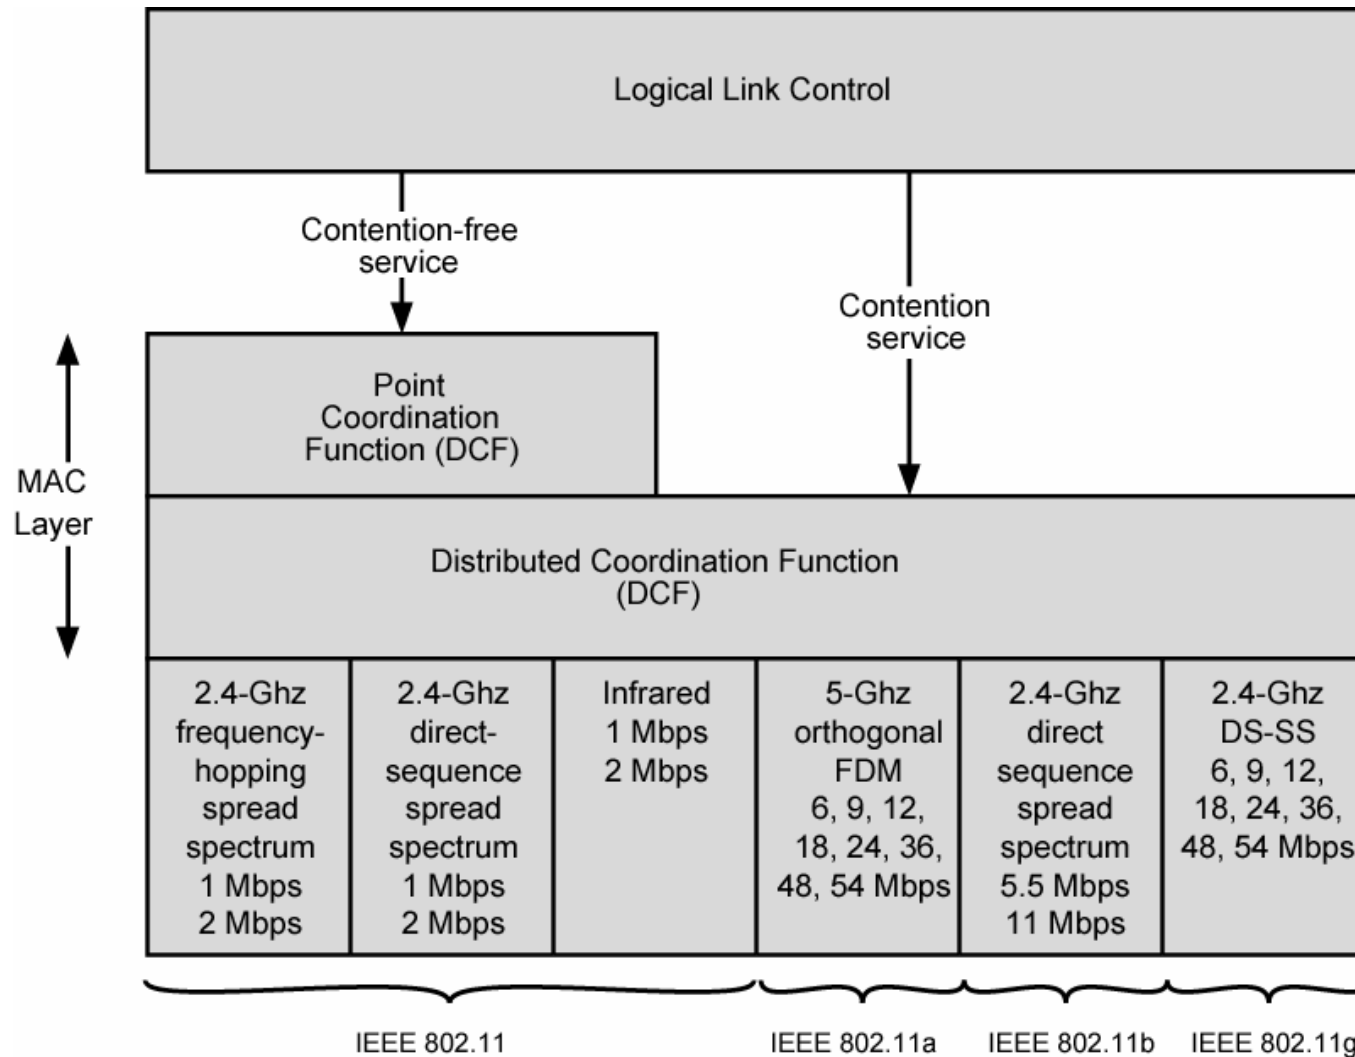 Logical Link Control
Contention-free
service
Contention
service
Point
Coordination
Function (DCF)
MAC
Layer
Distributed Coordination Function
(DCF)
2.4-Ghz
frequency-
hopping
spread
spectrum
1 Mbps
2 Mbps
2.4-Ghz
direct-
sequence
spread
spectrum
1 Mbps
2 Mbps
Infrared
1 Mbps
2 Mbps
5-Ghz
orthogonal
FDM
6, 9, 12,
18, 24, 36,
48, 54 Mbps
2.4-Ghz
direct
sequence
spread
spectrum
5.5 Mbps
11 Mbps
2.4-Ghz
DS-SS
6, 9, 12,
18, 24, 36,
48, 54 Mbps
IEEE 802.11
IEEE 802.11a
IEEE 802.11b
IEEE 802.11g